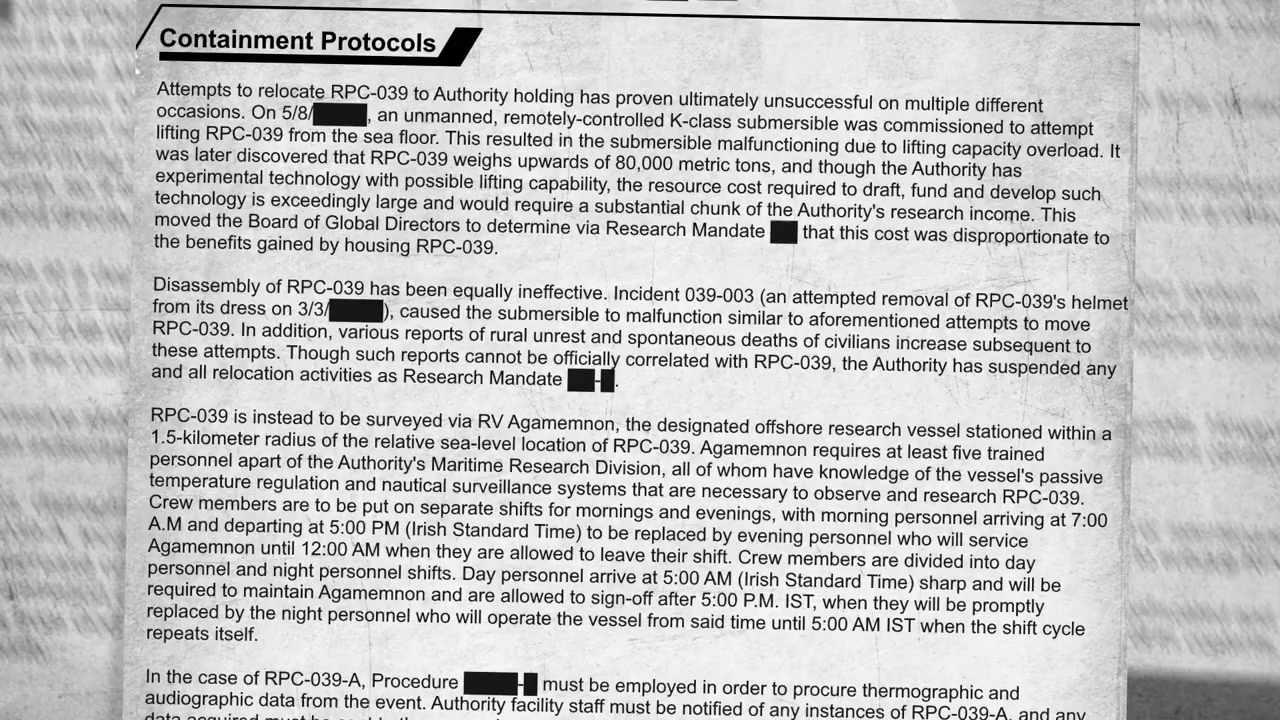 Containment Protocols
Attempts to relocate RPC-039 to Authority holding has proven ultimately unsuccessful on multiple different
occasions. On 5/8/ , an unmanned, remotely-controlled K-class submersible was commissioned to attempt
lifting RPC-039 from the sea floor. This resulted in the submersible malfunctioning due to lifting capacity overload. It
was later discovered that RPC-039 weighs upwards of 80,000 metric tons, and though the Authority has
experimental technology with possible lifting capability, the resource cost required to draft, fund and develop such
technology is exceedingly large and would require a substantial chunk of the Authority's research income. This
moved the Board of Global Directors to determine via Research Mandate that this cost was disproportionate to
the benefits gained by housing RPC-039.
Disassembly of RPC-039 has been equally ineffective. Incident 039-003 (an attempted removal of RPC-039's helmet
from its dress on 3/3/ ), caused the submersible to malfunction similar to aforementioned attempts to move
RPC-039. In addition, various reports of rural unrest and spontaneous deaths of civilians increase subsequent to
these attempts. Though such reports cannot be officially correlated with RPC-039, the Authority has suspended any
and all relocation activities as Research Mandate - .
RPC-039 is instead to be surveyed via RV Agamemnon, the designated offshore research vessel stationed within a
1.5-kilometer radius of the relative sea-level location of RPC-039. Agamemnon requires at least five trained
personnel apart of the Authority's Maritime Research Division, all of whom have knowledge of the vessel's passive
temperature regulation and nautical surveillance systems that are necessary to observe and research RPC-039.
Crew members are to be put on separate shifts for mornings and evenings, with morning personnel arriving at 7:00
A.M and departing at 5:00 PM (Irish Standard Time) to be replaced by evening personnel who will service
Agamemnon until 12:00 AM when they are allowed to leave their shift. Crew members are divided into day
personnel and night personnel shifts. Day personnel arrive at 5:00 AM (Irish Standard Time) sharp and will be
required to maintain Agamemnon and are allowed to sign-off after 5:00 P.M. IST, when they will be promptly
replaced by the night personnel who will operate the vessel from said time until 5:00 AM IST when the shift cycle
repeats itself.
In the case of RPC-039-A, Procedure - must be employed in order to procure thermographic and
audiographic data from the event. Authority facility staff must be notified of any instances of RPC-039-A, and any